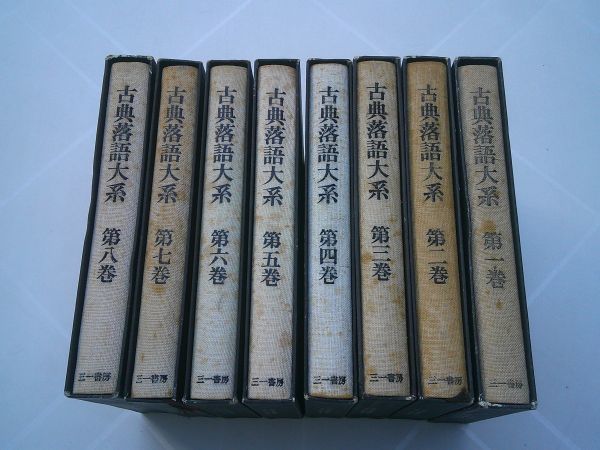 古典落語大系 第八巻
三一書房
古典落語大系 第七巻
三一書房
古典落語大系 第六巻
三一書房
古典落語大系 第五巻
三一書房
古典落語大系 第四巻
三一書房
古典落語大系 第三巻
三一書房
古典落語大系 第二巻
三一書房
古典落語大系 第一巻
三一書房